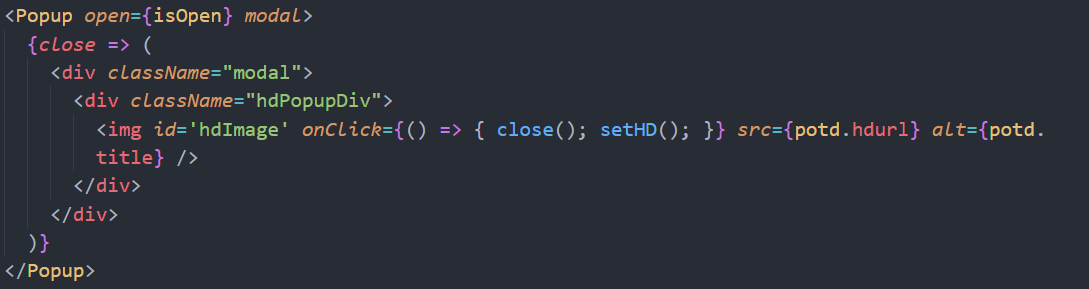 <Popup open={isOpen} modal>
  {close => (
    <div className="modal">
      <div className="hdPopupDiv">
        <img id='hdImage' onClick={() => { close(); setHD(); }} src={potd.hdurl} alt={potd.
        title} />
      </div>
    </div>
  )}
</Popup>